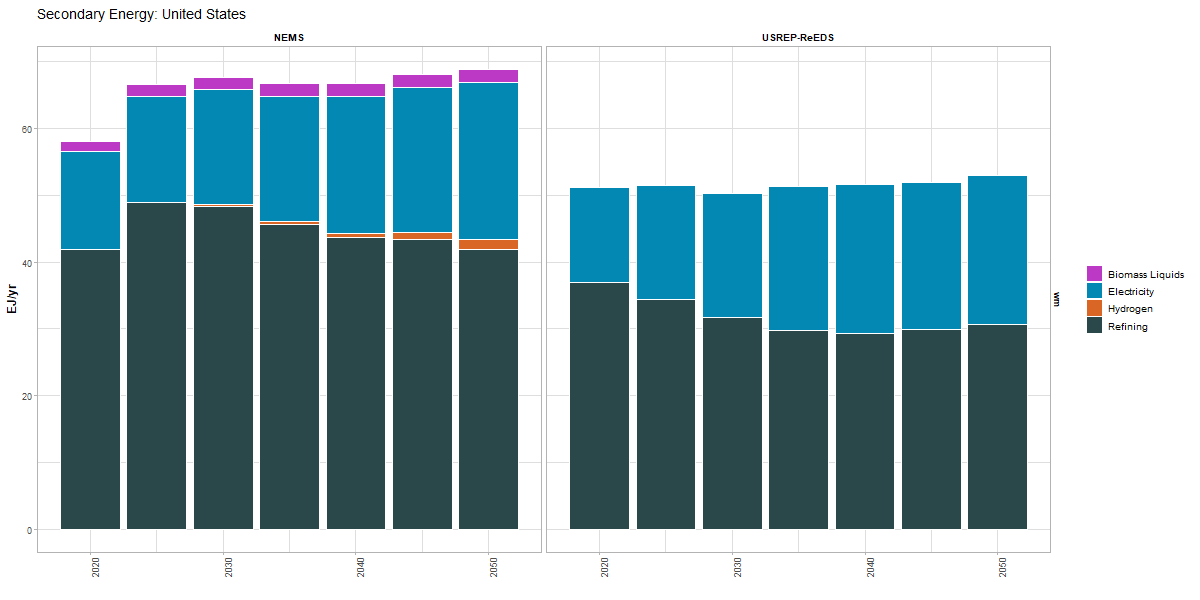 Secondary Energy: United States
NEMS
USREP-ReEDS
EJ/yr
60
40
20
0
2020
2030
2040
2050
2020
2030
2040
2050
wm
Biomass Liquids
Electricity
Hydrogen
Refining